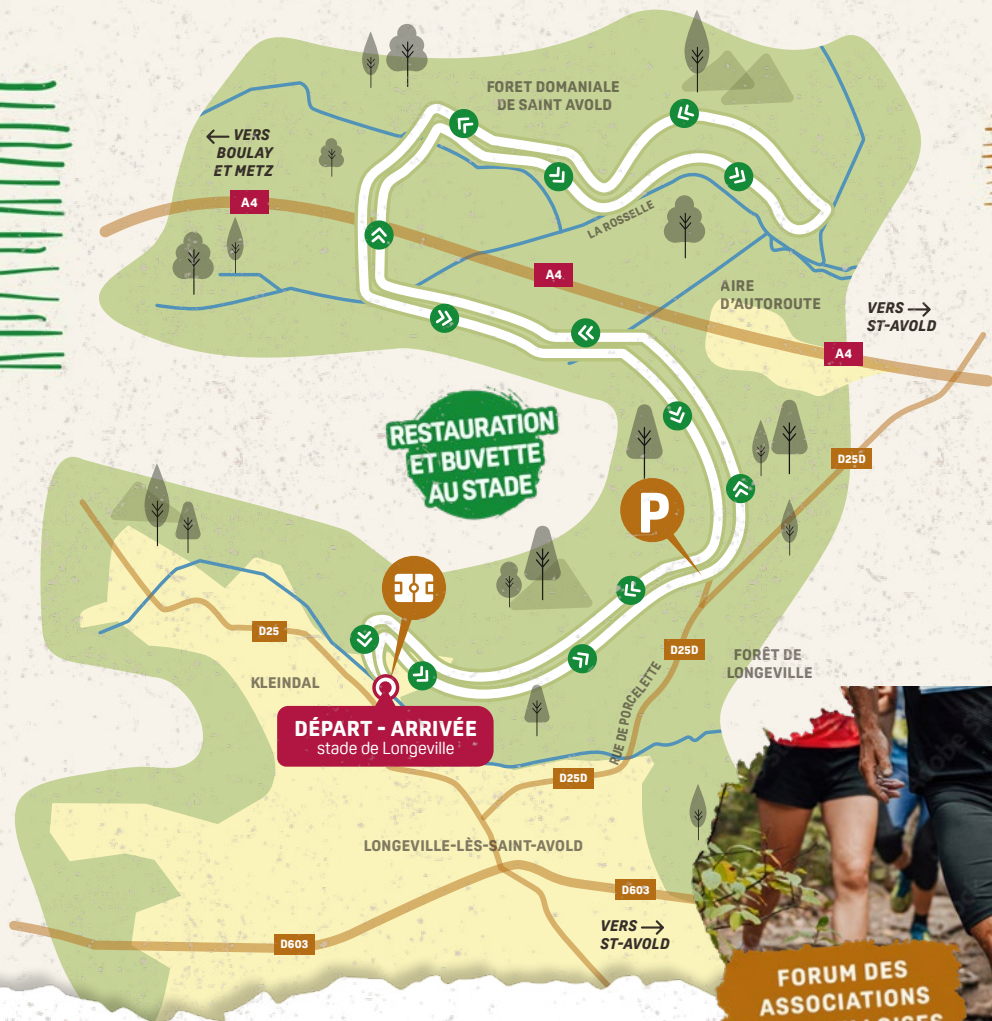 FORET DOMANIALE
DE SAINT AVOLD
← VERS
BOULAY
ET METZ
A4
LA ROSSELLE
A4
AIRE
D'AUTOROUTE
VERS →
ST-AVOLD
A4
RESTAURATION
ET BUVETTE
AU STADE
D25D
P
D25
KLEINDAL
D25D
FORÊT DE
LONGEVILLE
RUE DE PORCELETTE
DÉPART - ARRIVÉE
stade de Longeville
D25D
LONGEVILLE-LÈS-SAINT-AVOLD
D603
VERS →
ST-AVOLD
D603
FORUM DES
ASSOCIATIONS